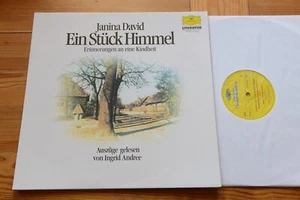 Janina David
Ein Stück Himmel
Erinnerungen an eine Kindheit
Auszüge gelesen
von Ingrid Andree